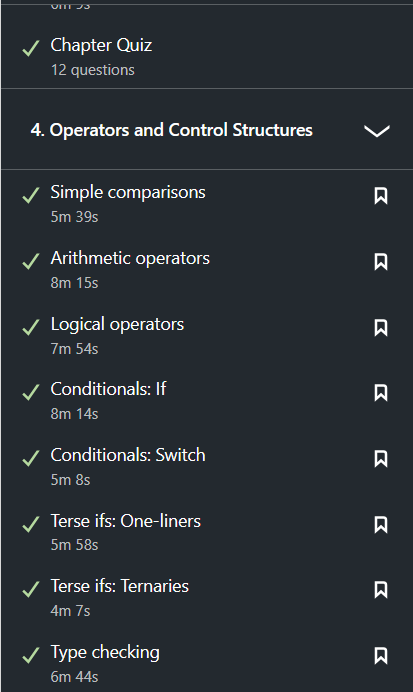 Chapter Quiz
12 questions
4. Operators and Control Structures
Simple comparisons
5m 39s
Arithmetic operators
8m 15s
Logical operators
7m 54s
Conditionals: If
8m 14s
Conditionals: Switch
5m 8s
Terse ifs: One-liners
5m 58s
Terse ifs: Ternaries
4m 7s
Type checking
6m 44s